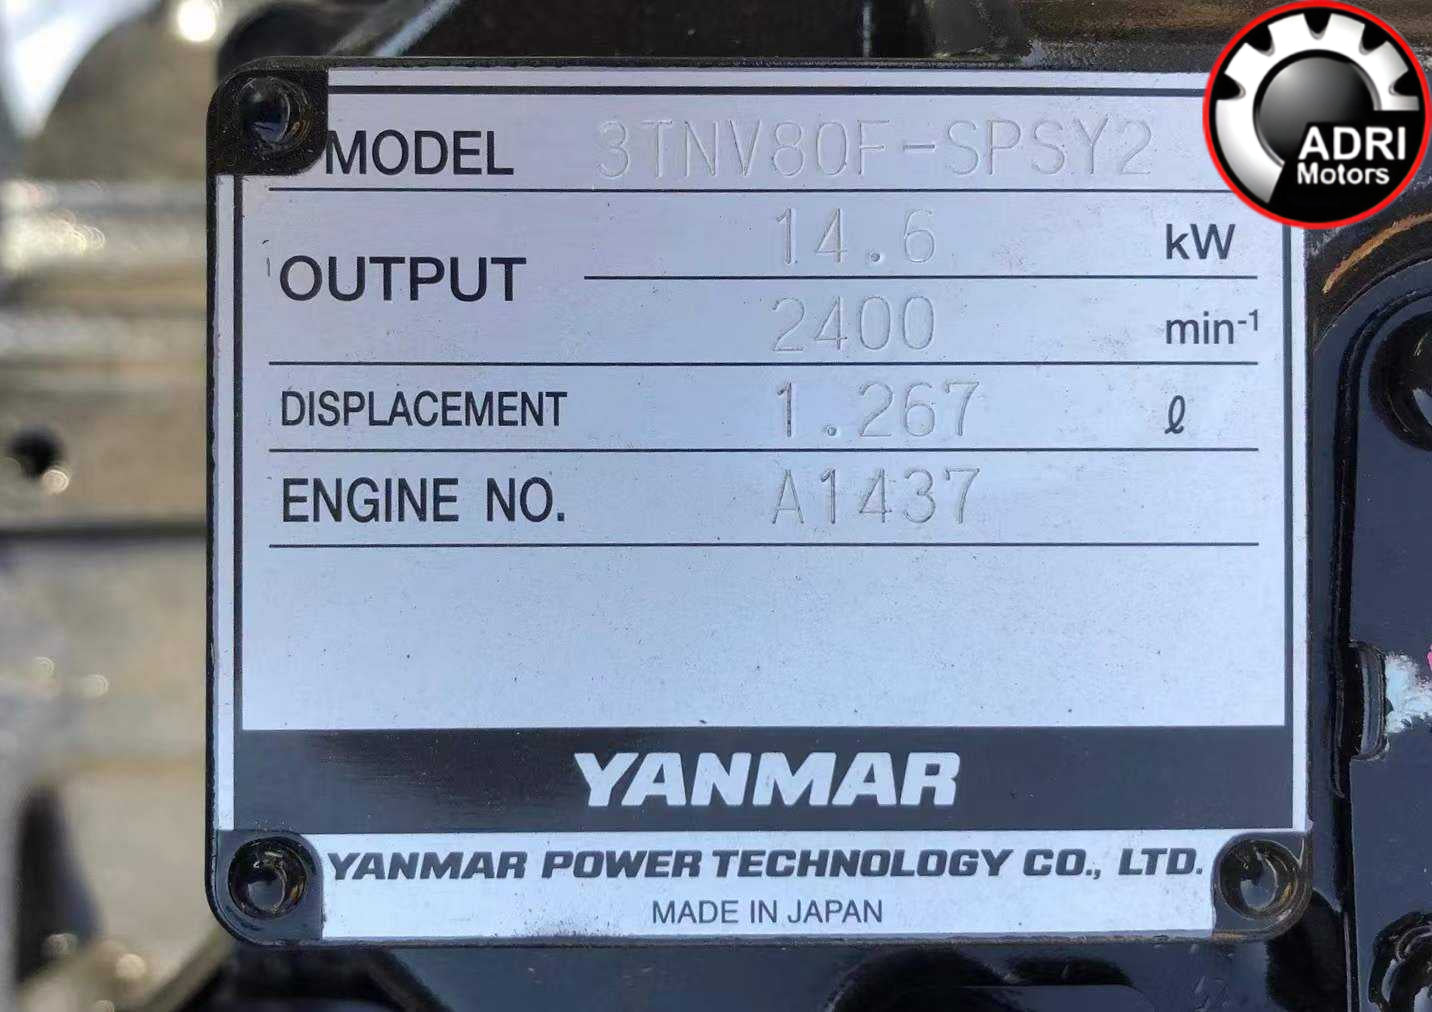 ADRI
Motors
MODEL 3TNV80F-SPSY2
OUTPUT 14.6 kW
2400 min⁻¹
DISPLACEMENT 1.267 ℓ
ENGINE NO. A1437
YANMAR
YANMAR POWER TECHNOLOGY CO., LTD.
MADE IN JAPAN